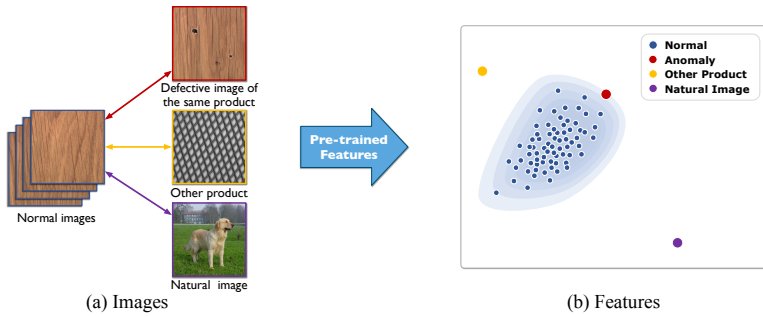 Defective image of
the same product
Normal images
Other product
Natural image
Pre-trained
Features
Normal
Anomaly
Other Product
Natural Image
(a) Images
(b) Features